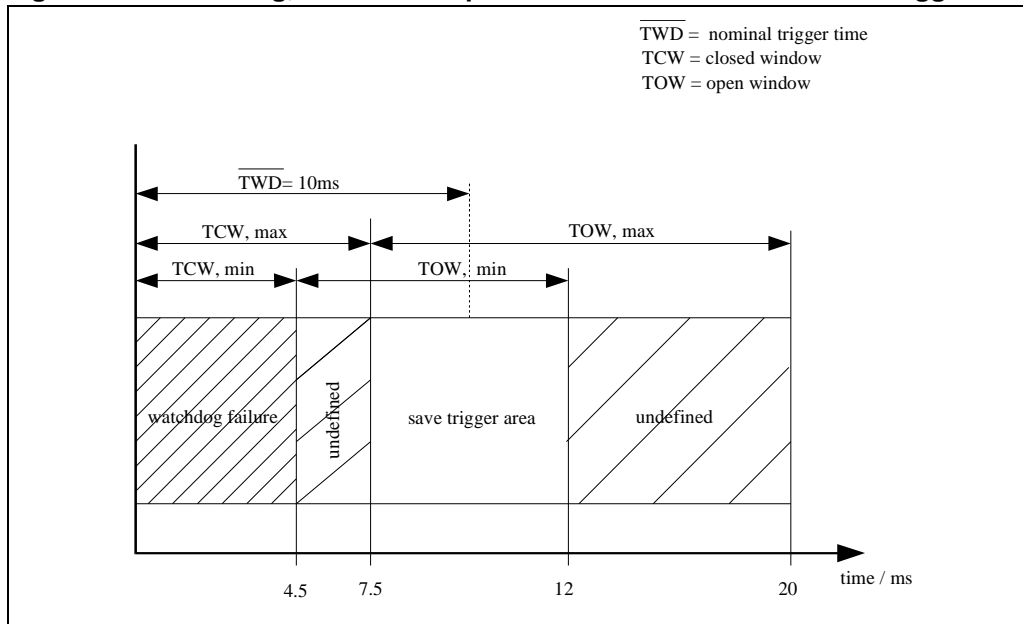 TWD = nominal trigger time
TCW = closed window
TOW = open window
TWD = 10ms
TCW, max
TOW, max
TCW, min
TOW, min
watchdog failure
undefined
save trigger area
undefined
4.5
7.5
12
20
time / ms